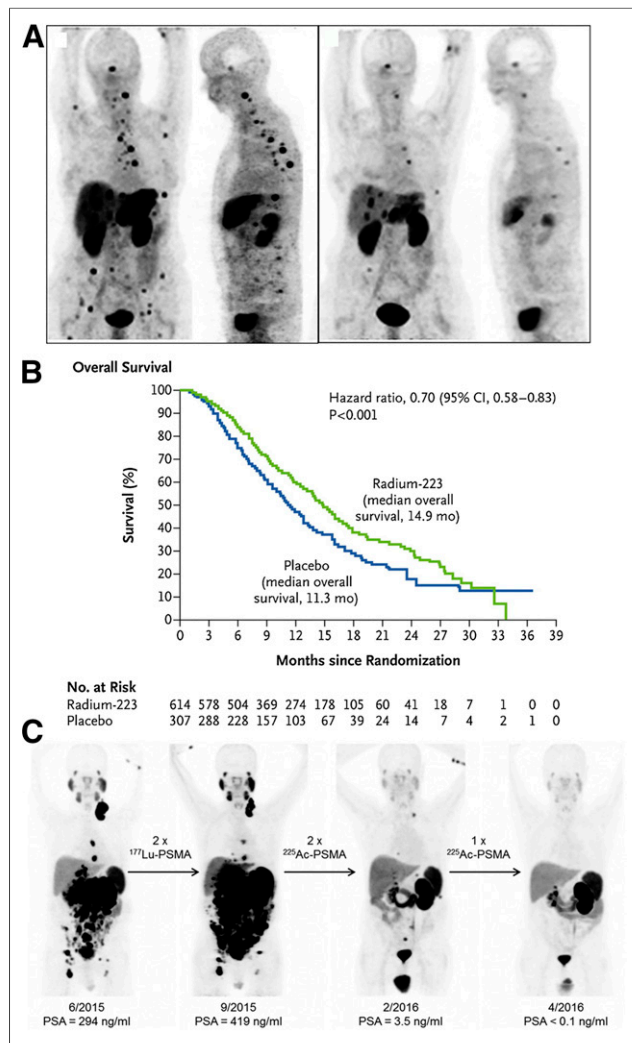 A
B
Overall Survival
Hazard ratio, 0.70 (95% CI, 0.58–0.83)
P<0.001
Survival (%)
100
90
80
70
60
50
40
30
20
10
0
Radium-223
(median overall
survival, 14.9 mo)
Placebo
(median overall
survival, 11.3 mo)
0 3 6 9 12 15 18 21 24 27 30 33 36 39
Months since Randomization
No. at Risk
Radium-223 614 578 504 369 274 178 105 60 41 18 7 1 0 0
Placebo 307 288 228 157 103 67 39 24 14 7 4 2 1 0
C
2 x
¹⁷⁷Lu-PSMA
2 x
²²⁵Ac-PSMA
1 x
²²⁵Ac-PSMA
6/2015 9/2015 2/2016 4/2016
PSA = 294 ng/ml PSA = 419 ng/ml PSA = 3.5 ng/ml PSA < 0.1 ng/ml